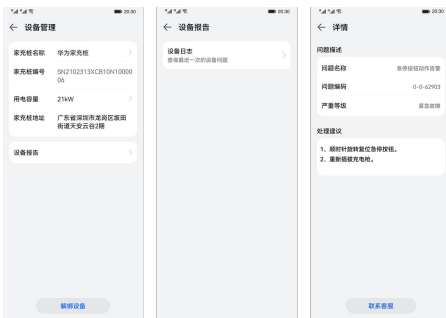 20:30
设备管理
家充桩名称 华为家充桩
家充桩编号 SN2102313XCB10N10000
06
用电容量 21kW
家充桩地址 广东省深圳市龙岗区坂田
街道天安云谷2期
设备报告
解绑设备
20:30
设备报告
设备日志
查询最近一次的设备问题
20:30
详情
问题描述
问题名称 急停按钮动作告警
问题编码 0-0-62903
严重等级 紧急故障
处理建议
1、顺时针旋转复位急停按钮。
2、重新插拔充电枪。
联系客服